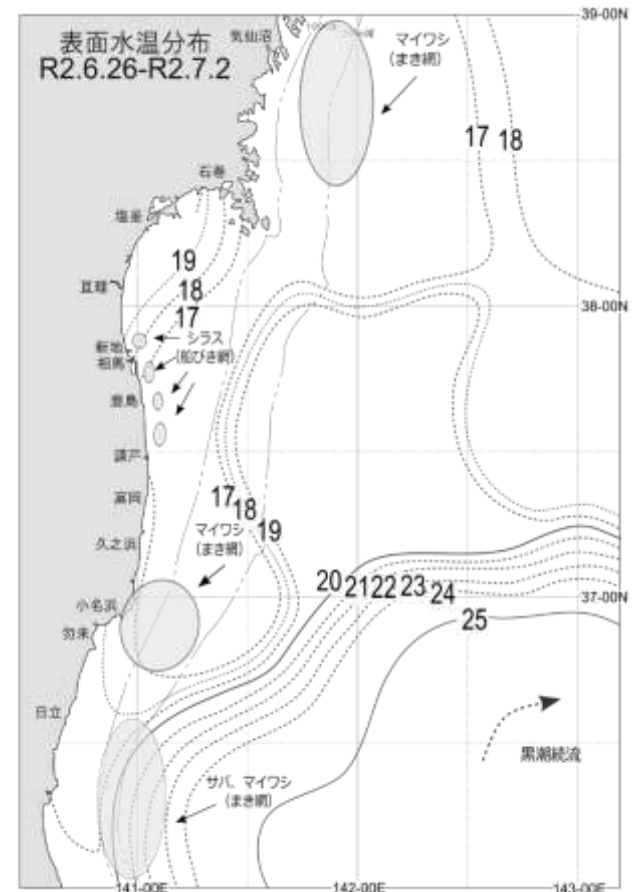 表面水温分布
R2.6.26-R2.7.2
39-00N
気仙沼
マイワシ
(まき網)
17
18
石巻
塩釜
19
18
17
亘理
38-00N
シラス
(船びき網)
新地
相馬
鹿島
請戸
富岡
17
18
19
マイワシ
(まき網)
久之浜
20
21
22
23
24
25
37-00N
小名浜
勿来
日立
黒潮続流
サバ、マイワシ
(まき網)
141-00E
142-00E
143-00E